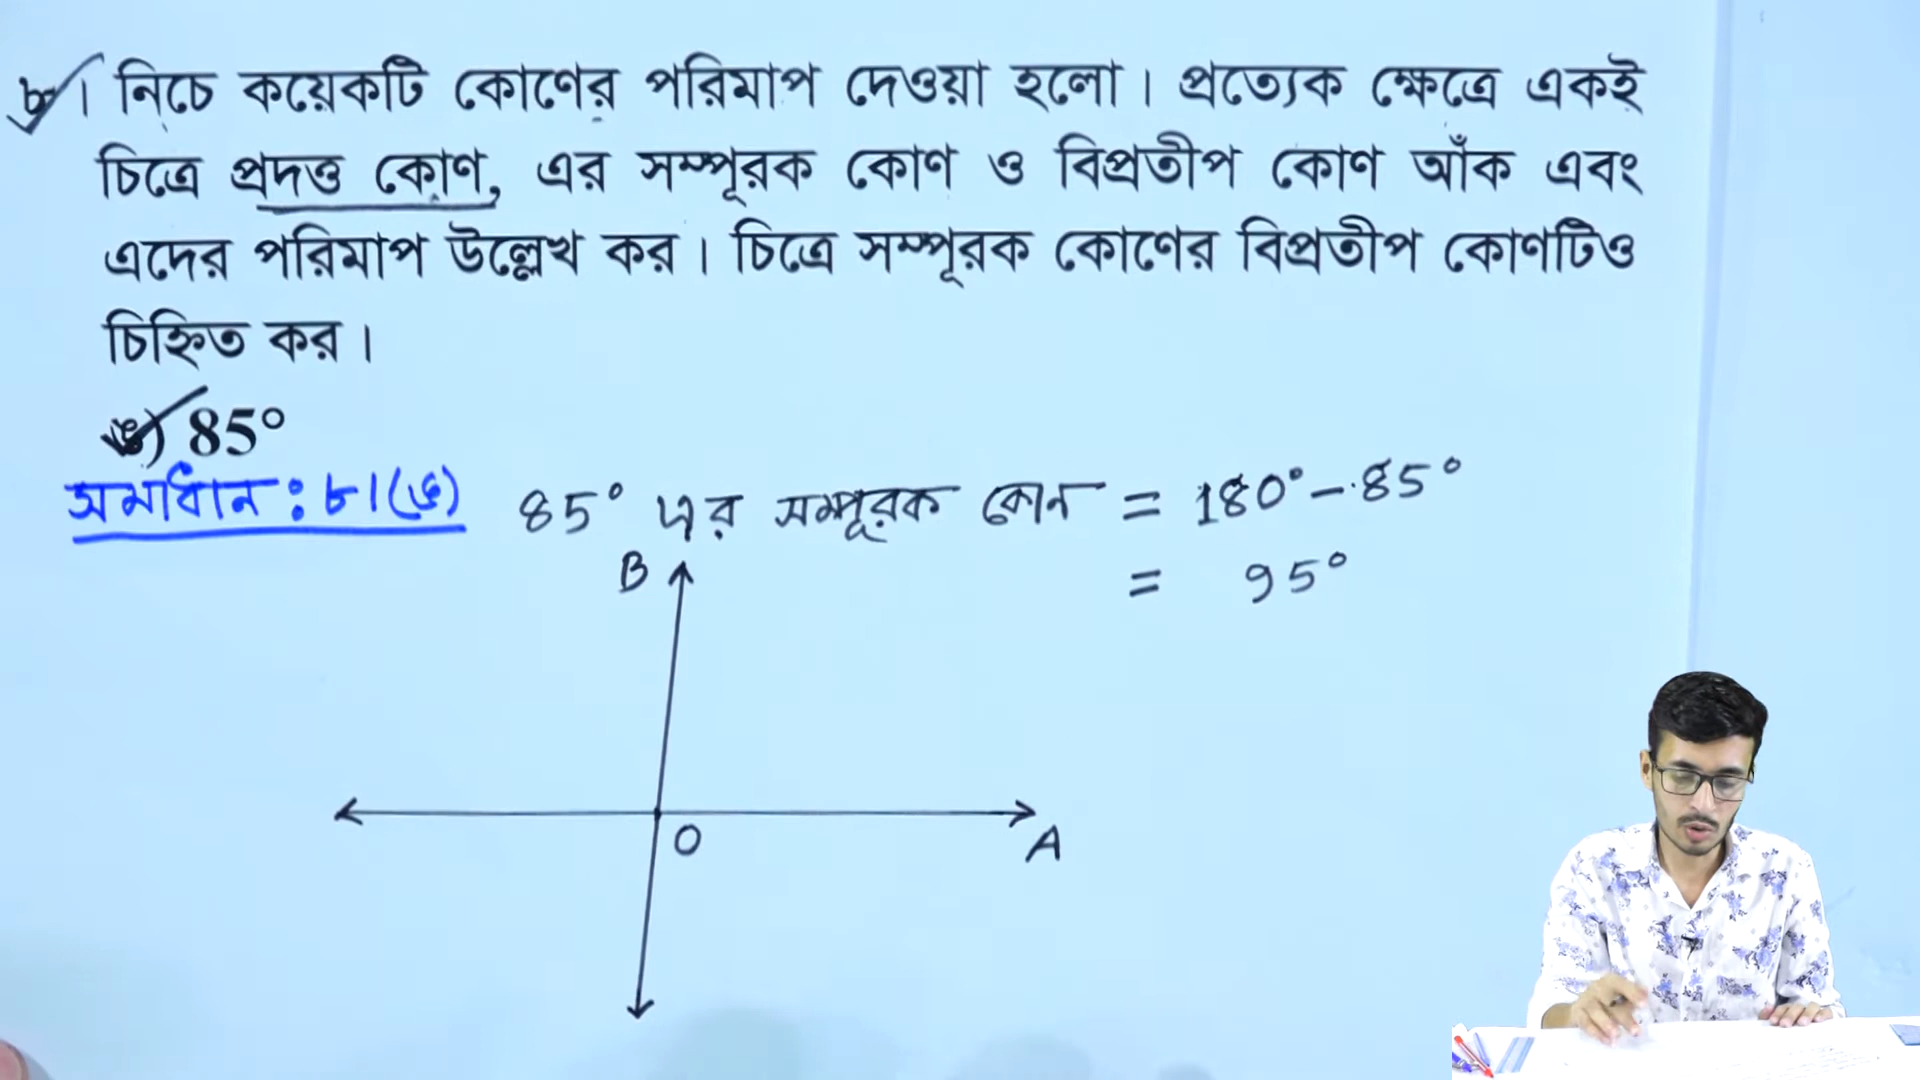 ৮। নিচে কয়েকটি কোণের পরিমাপ দেওয়া হলো। প্রত্যেক ক্ষেত্রে একই
চিত্রে প্রদত্ত কোণ, এর সম্পূরক কোণ ও বিপ্রতীপ কোণ আঁক এবং
এদের পরিমাপ উল্লেখ কর। চিত্রে সম্পূরক কোণের বিপ্রতীপ কোণটিও
চিহ্নিত কর।
ঙ) 85°
সমাধান : ৮।(ঙ) 85° এর সম্পূরক কোন = 180° - 85°
= 95°
B
O
A